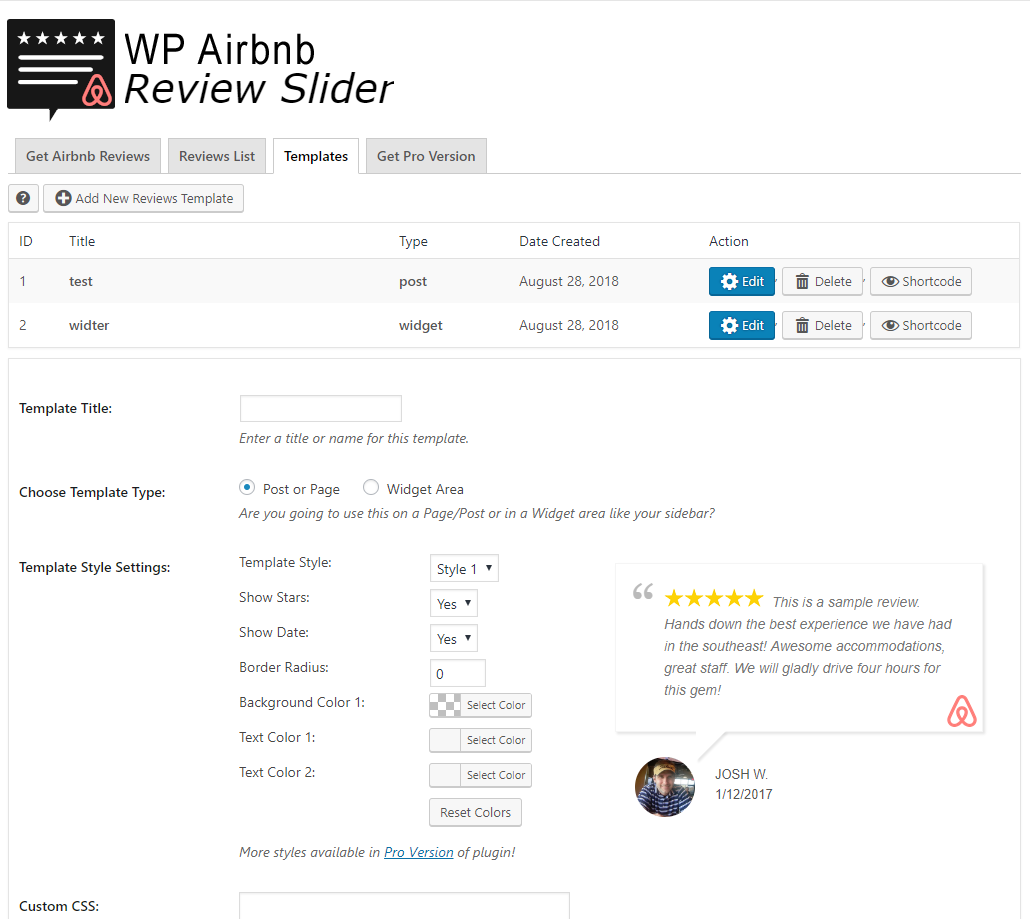 WP Airbnb
Review Slider
Get Airbnb Reviews
Reviews List
Templates
Get Pro Version
? Add New Reviews Template
ID Title Type Date Created Action
1 test post August 28, 2018 Edit Delete Shortcode
2 widter widget August 28, 2018 Edit Delete Shortcode
Template Title:
Enter a title or name for this template.
Choose Template Type: Post or Page Widget Area
Are you going to use this on a Page/Post or in a Widget area like your sidebar?
Template Style Settings:
Template Style: Style 1
Show Stars: Yes
Show Date: Yes
Border Radius: 0
Background Color 1: Select Color
Text Color 1: Select Color
Text Color 2: Select Color
Reset Colors
More styles available in Pro Version of plugin!
“ This is a sample review.
Hands down the best experience we have had
in the southeast! Awesome accommodations,
great staff. We will gladly drive four hours for
this gem!
JOSH W.
1/12/2017
Custom CSS: